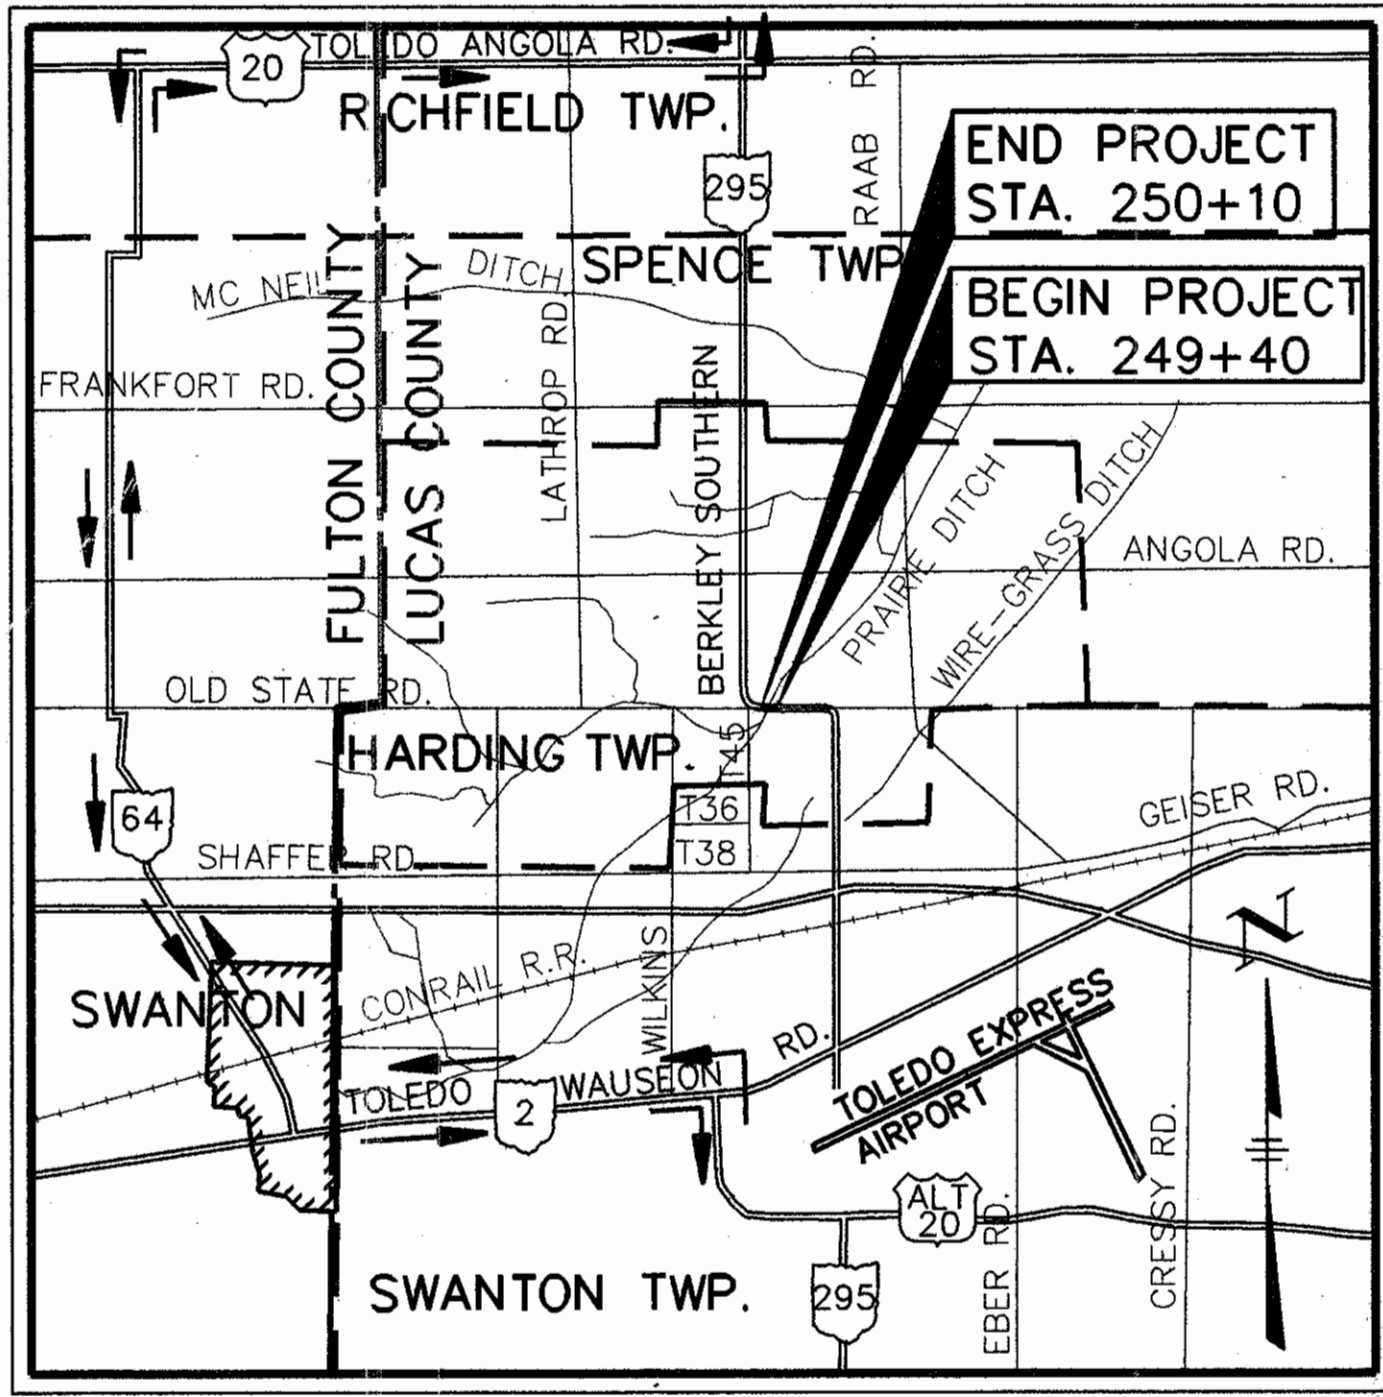 TOLEDO ANGOLA RD.
20
RICHFIELD TWP.
295
RAAB RD.
END PROJECT
STA. 250+10
SPENCE TWP
MC NEIL DITCH
BEGIN PROJECT
STA. 249+40
FRANKFORT RD.
FULTON COUNTY
LUCAS COUNTY
LATHROP RD
BERKLEY SOUTHERN
PRAIRIE DITCH
WIRE-GRASS DITCH
ANGOLA RD.
OLD STATE RD.
HARDING TWP.
T45
T36
T38
64
SHAFFER RD
GEISER RD.
N
SWANTON
CONRAIL R.R.
WILKINS
RD.
TOLEDO EXPRESS
AIRPORT
TOLEDO
2
WAUSEON
ALT
20
EBER RD.
CRESSY RD.
SWANTON TWP.
295